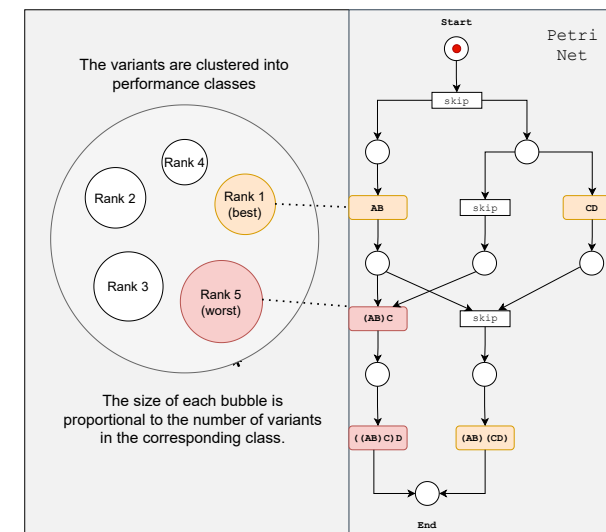 The variants are clustered into
performance classes
Rank 4
Rank 2
Rank 1
(best)
Rank 3
Rank 5
(worst)
The size of each bubble is
proportional to the number of variants
in the corresponding class.
Start
Petri
Net
skip
AB
skip
CD
(AB)C
skip
((AB)C)D
(AB)(CD)
End